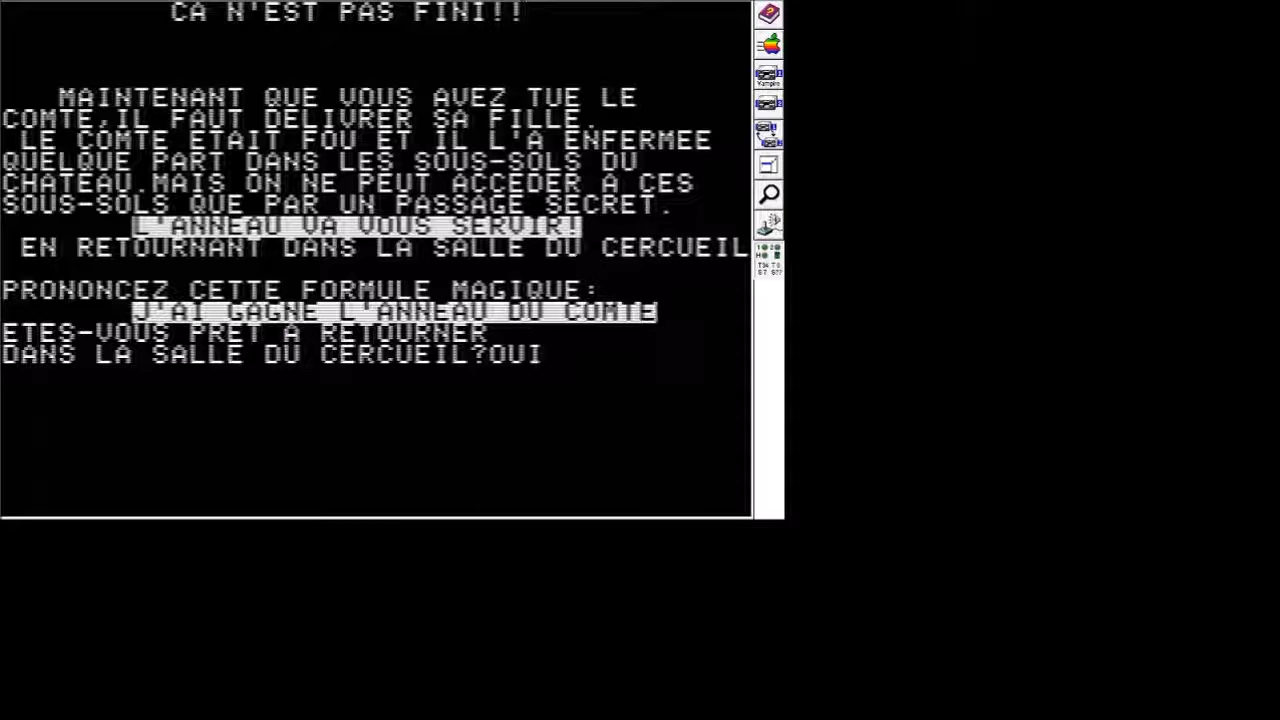 CA N'EST PAS FINI!!
MAINTENANT QUE VOUS AVEZ TUE LE
COMTE,IL FAUT DELIVRER SA FILLE.
LE COMTE ETAIT FOU ET IL L'A ENFERMEE
QUELQUE PART DANS LES SOUS-SOLS DU
CHATEAU.MAIS ON NE PEUT ACCEDER A CES
SOUS-SOLS QUE PAR UN PASSAGE SECRET.
L'ANNEAU VA VOUS SERVIR!
EN RETOURNANT DANS LA SALLE DU CERCUEIL
PRONONCEZ CETTE FORMULE MAGIQUE:
J'AI GAGNE L'ANNEAU DU COMTE
ETES-VOUS PRET A RETOURNER
DANS LA SALLE DU CERCUEIL?OUI
Vampire